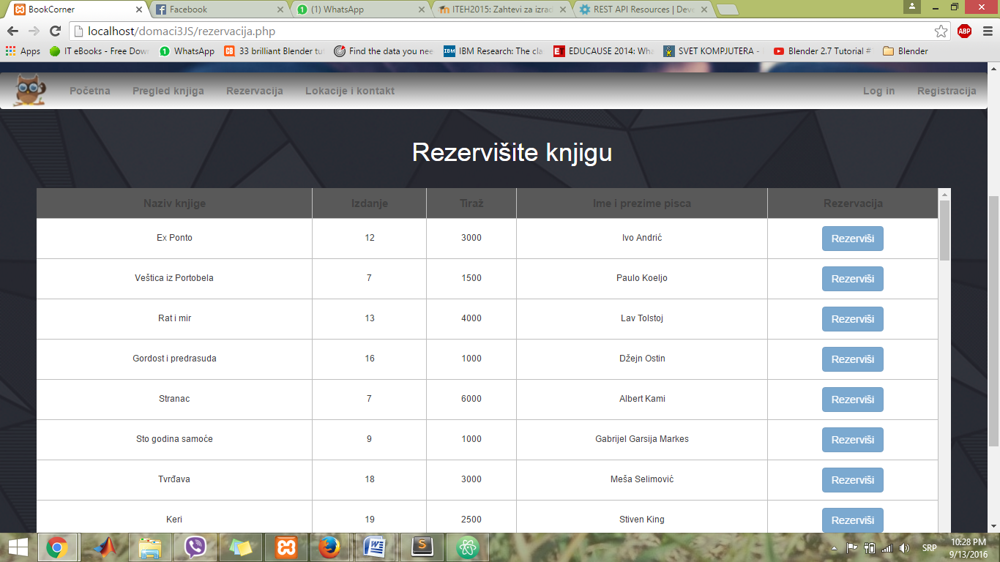 BookCorner Facebook (1) WhatsApp ITEH2015: Zahtevi za izrad REST API Resources | Deve
localhost/domaci3JS/rezervacija.php ABP
Apps IT eBooks - Free Down WhatsApp CB 33 brilliant Blender tu Find the data you nee IBM IBM Research: The cla ET EDUCAUSE 2014: Wha SVET KOMPJUTERA - Blender 2.7 Tutorial # Blender
Početna Pregled knjiga Rezervacija Lokacije i kontakt Log in Registracija
Rezervišite knjigu
Naziv knjige Izdanje Tiraž Ime i prezime pisca Rezervacija
Ex Ponto 12 3000 Ivo Andrić Rezerviši
Veštica iz Portobela 7 1500 Paulo Koeljo Rezerviši
Rat i mir 13 4000 Lav Tolstoj Rezerviši
Gordost i predrasuda 16 1000 Džejn Ostin Rezerviši
Stranac 7 6000 Albert Kami Rezerviši
Sto godina samoće 9 1000 Gabrijel Garsija Markes Rezerviši
Tvrđava 18 3000 Meša Selimović Rezerviši
Keri 19 2500 Stiven King Rezerviši
SRP 10:28 PM
9/13/2016